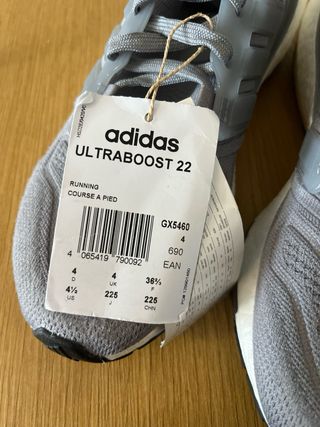 adidas
ULTRABOOST 22
RUNNING
COURSE A PIED
GX5460
4
690
EAN
4 065419 790092
4 4 36⅔
D UK F
4½ 225 225
US J CHN